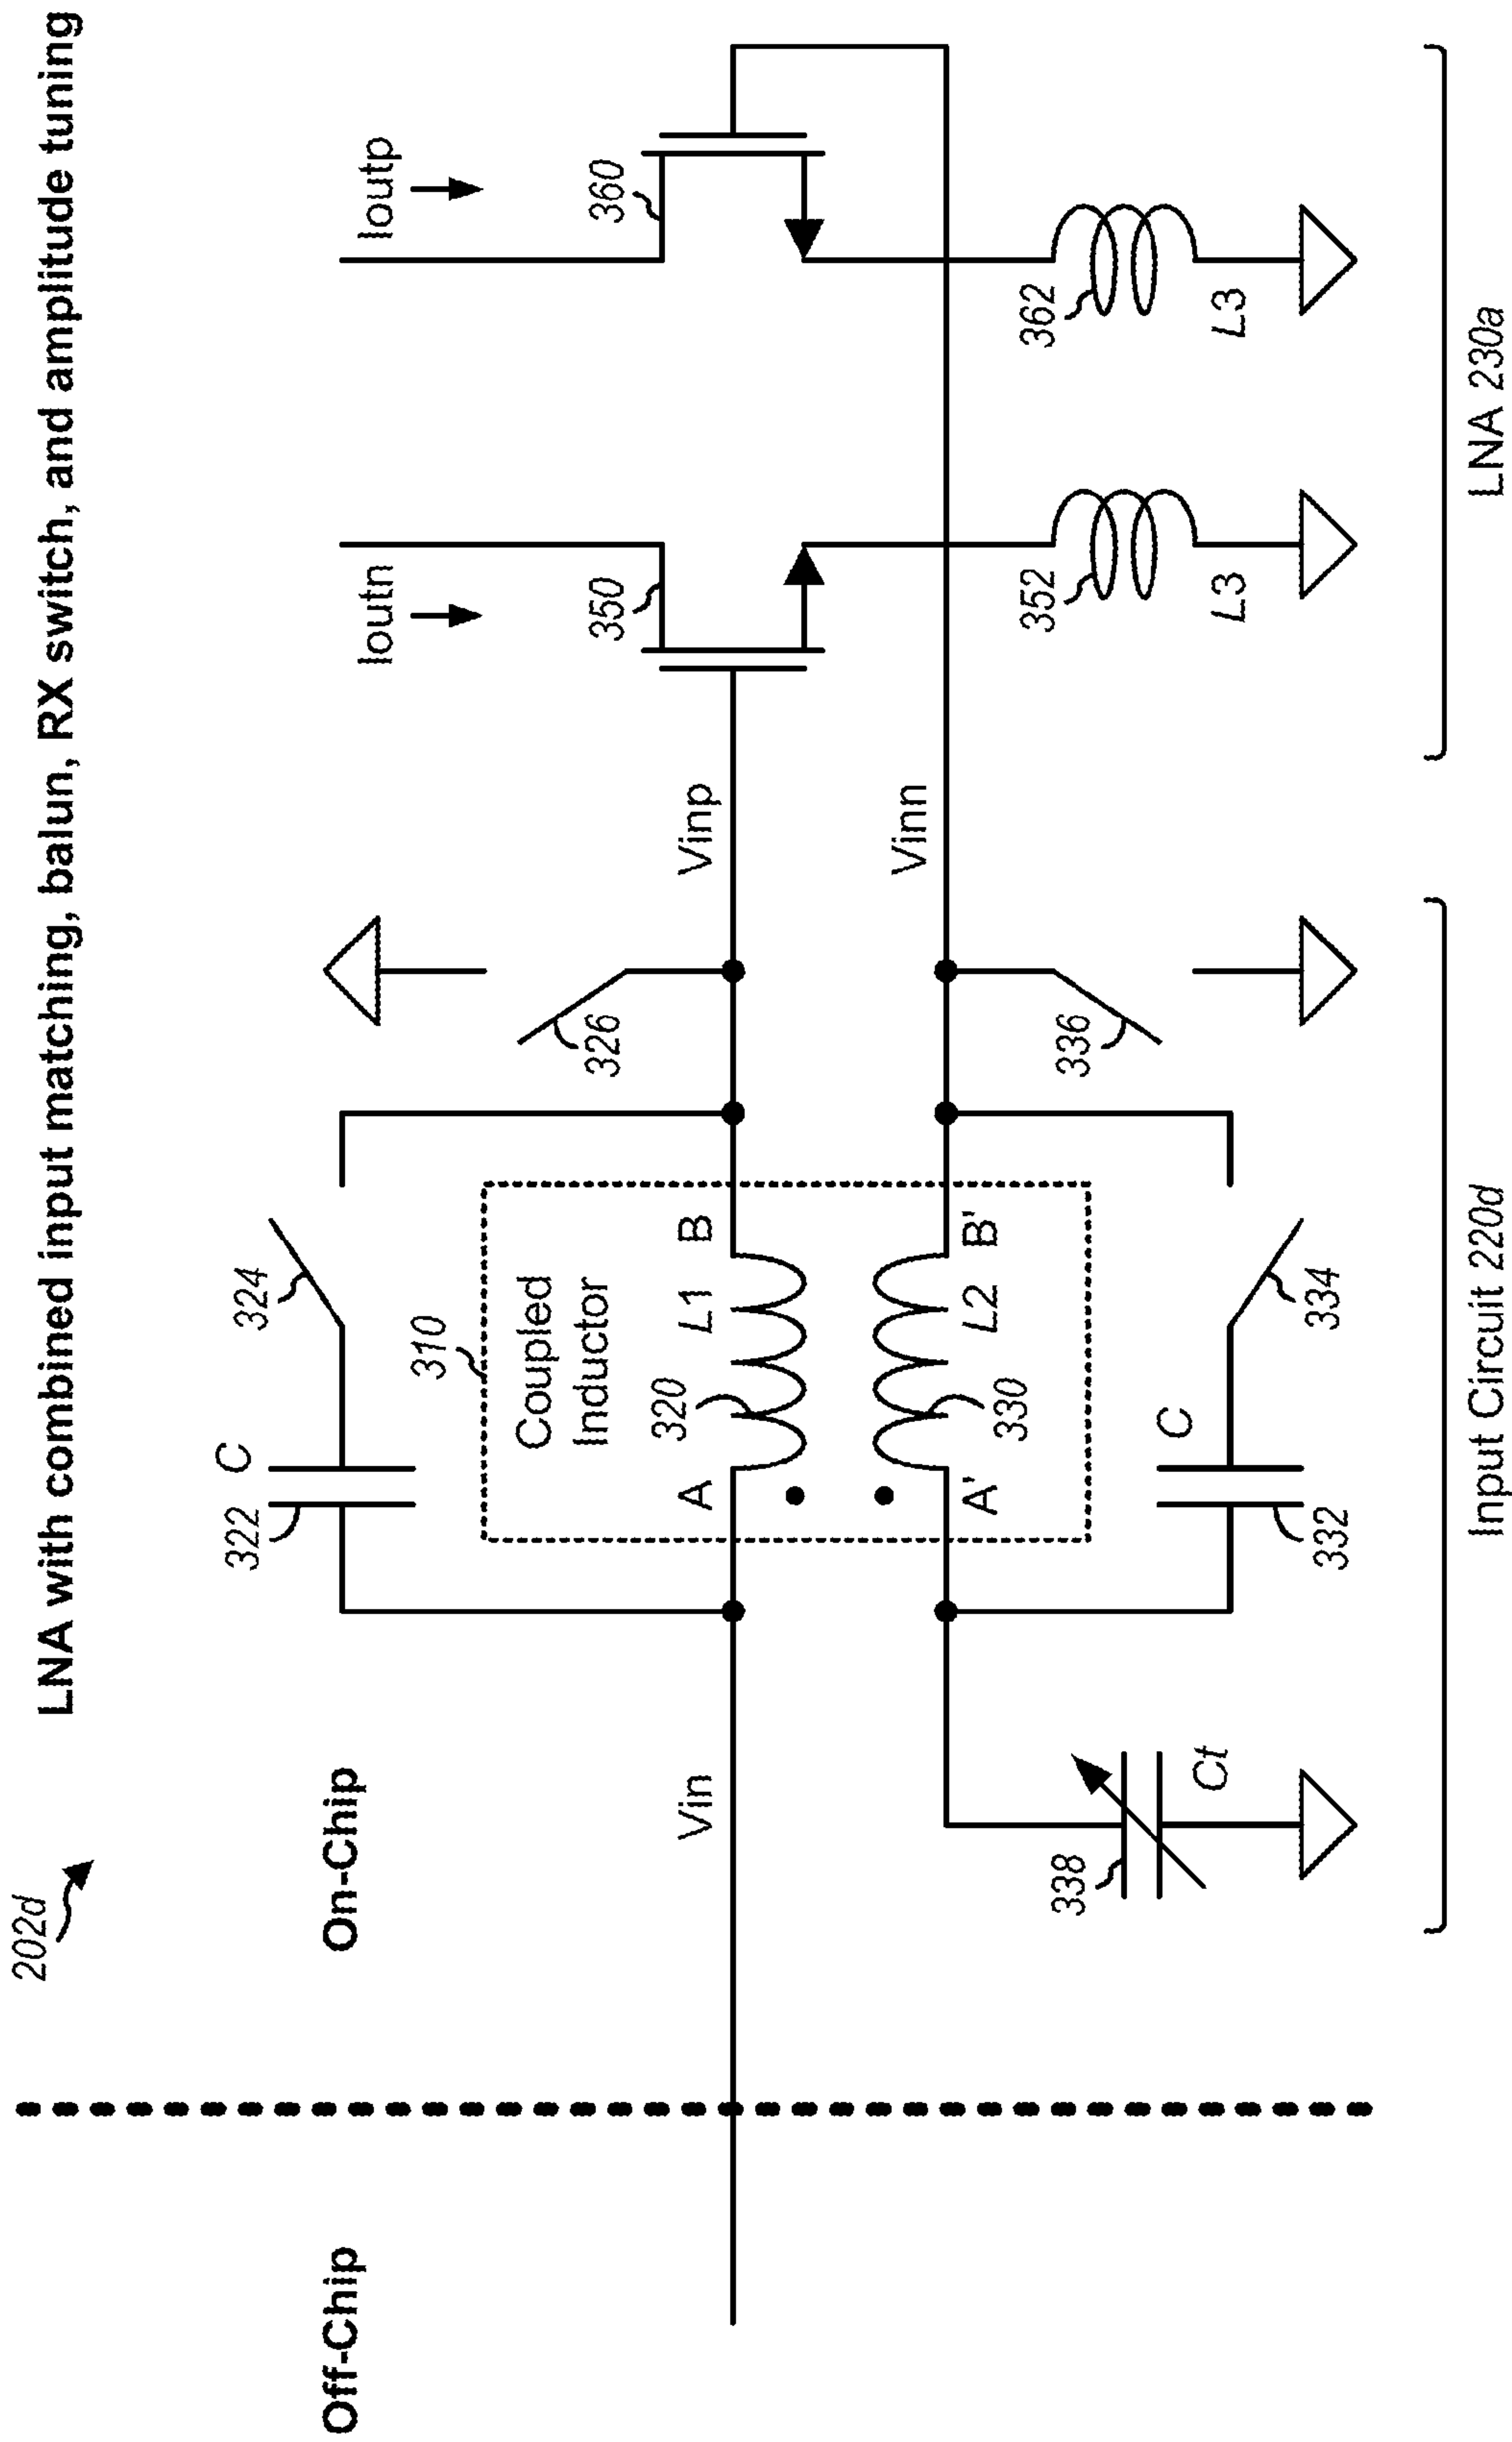 202d
LNA with combined input matching, balun, RX switch, and amplitude tuning
Off-Chip
On-Chip
322
C
324
Ioutn
Ioutp
310
Coupled
Inductor
326
350
360
Vin
A
320
L1
B
Vinp
A'
330
L2
B'
Vinn
338
Ct
C
332
334
336
352
L3
362
L3
Input Circuit 220d
LNA 230a